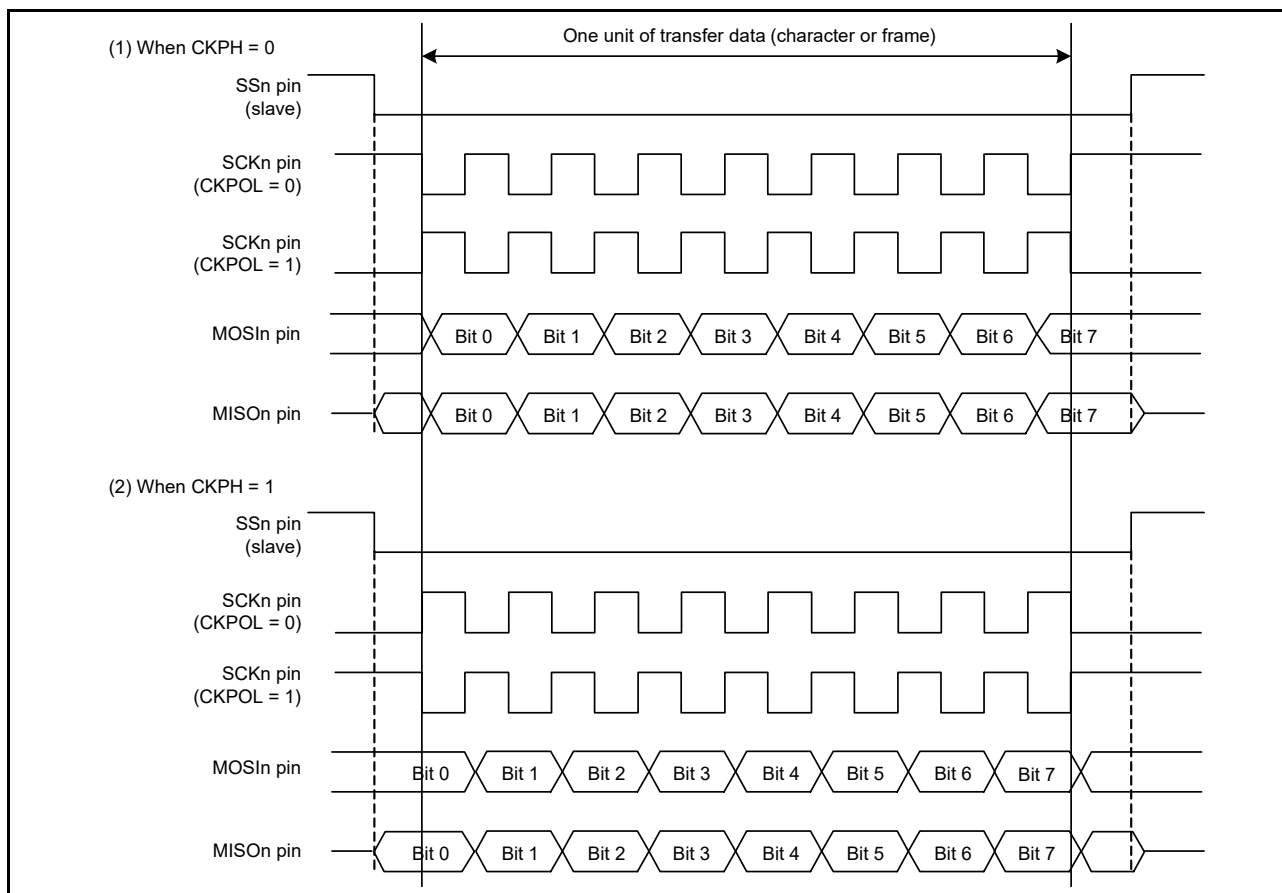 (1) When CKPH = 0
One unit of transfer data (character or frame)
SSn pin
(slave)
SCKn pin
(CKPOL = 0)
SCKn pin
(CKPOL = 1)
MOSIn pin
Bit 0 Bit 1 Bit 2 Bit 3 Bit 4 Bit 5 Bit 6 Bit 7
MISOn pin
Bit 0 Bit 1 Bit 2 Bit 3 Bit 4 Bit 5 Bit 6 Bit 7
(2) When CKPH = 1
SSn pin
(slave)
SCKn pin
(CKPOL = 0)
SCKn pin
(CKPOL = 1)
MOSIn pin
Bit 0 Bit 1 Bit 2 Bit 3 Bit 4 Bit 5 Bit 6 Bit 7
MISOn pin
Bit 0 Bit 1 Bit 2 Bit 3 Bit 4 Bit 5 Bit 6 Bit 7